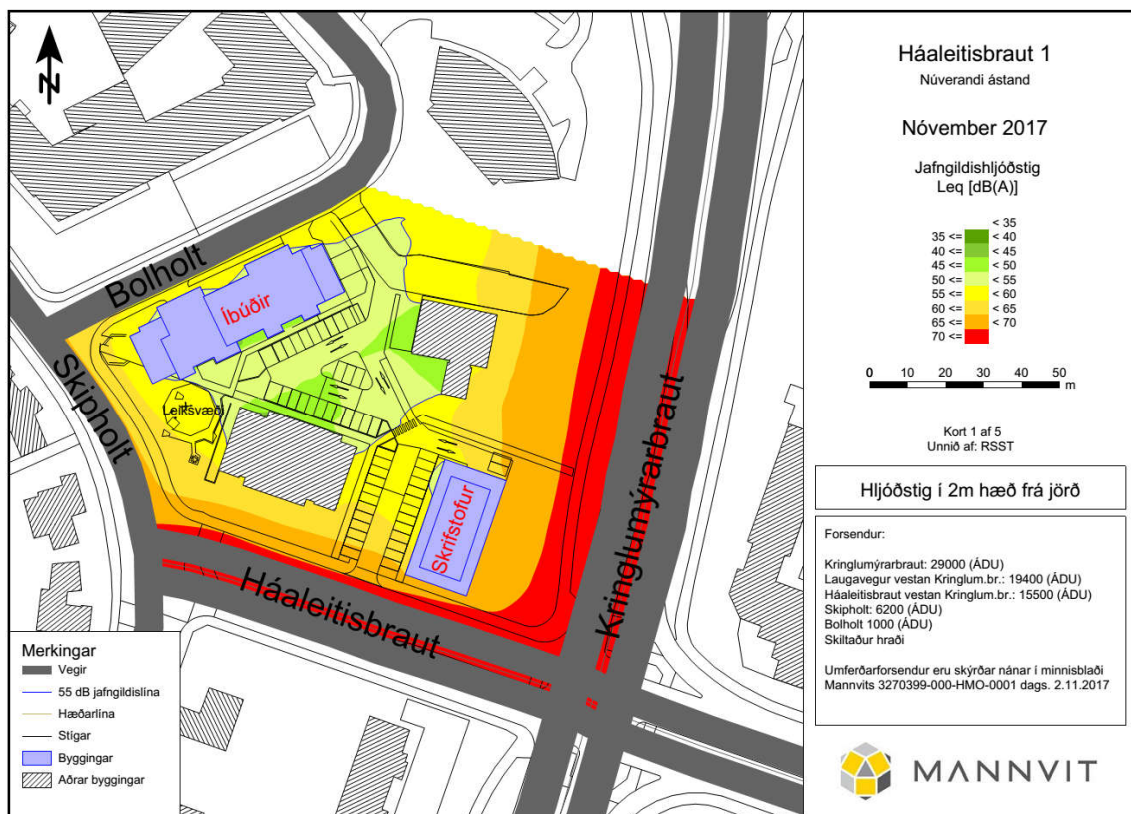 N
Bolholt
Íbúðir
Skipholt
Leiksvæði
Skrifstofur
Háaleitisbraut
Kringlumýrarbraut
Merkingar
Vegir
55 dB jafngildislína
Hæðarlína
Stígar
Byggingar
Aðrar byggingar
Háaleitisbraut 1
Núverandi ástand
Nóvember 2017
Jafngildishljóðstig
Leq [dB(A)]
< 35
35 <= < 40
40 <= < 45
45 <= < 50
50 <= < 55
55 <= < 60
60 <= < 65
65 <= < 70
70 <=
0 10 20 30 40 50
m
Kort 1 af 5
Unnið af: RSST
Hljóðstig í 2m hæð frá jörð
Forsendur:
Kringlumýrarbraut: 29000 (ÁDU)
Laugavegur vestan Kringlum.br.: 19400 (ÁDU)
Háaleitisbraut vestan Kringlum.br.: 15500 (ÁDU)
Skipholt: 6200 (ÁDU)
Bolholt 1000 (ÁDU)
Skiltaður hraði
Umferðarforsendur eru skýrðar nánar í minnisblaði
Mannvits 3270399-000-HMO-0001 dags. 2.11.2017
MANNVIT